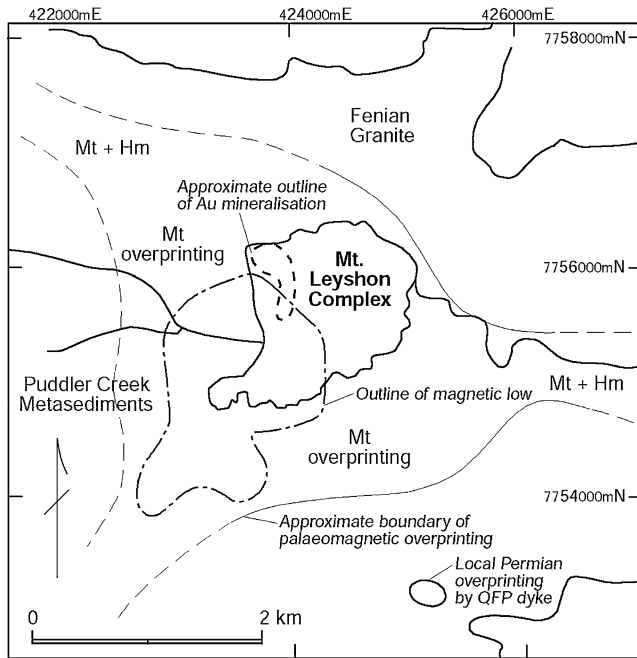 422000mE
424000mE
426000mE
7758000mN
Fenian
Granite
Mt + Hm
Approximate outline
of Au mineralisation
Mt
overprinting
Mt.
Leyshon
Complex
7756000mN
Puddler Creek
Metasediments
Mt + Hm
Outline of magnetic low
Mt
overprinting
7754000mN
Approximate boundary of
palaeomagnetic overprinting
Local Permian
overprinting
by QFP dyke
0
2 km